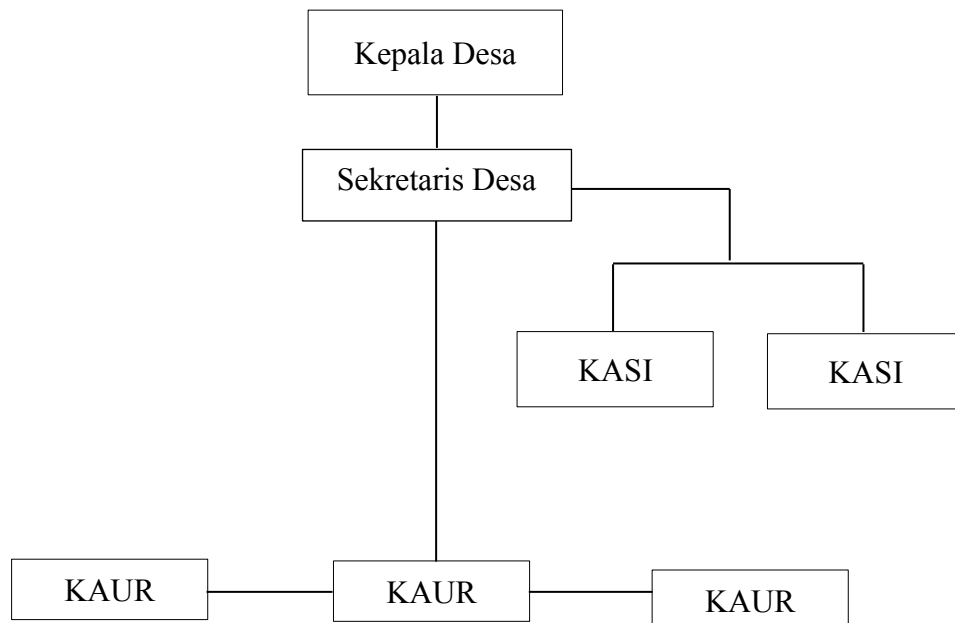 Kepala Desa
Sekretaris Desa
KASI
KASI
KAUR
KAUR
KAUR